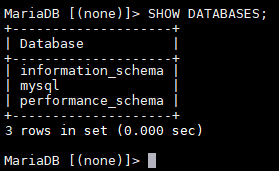 MariaDB [(none)]> SHOW DATABASES;
+--------------------+
| Database           |
+--------------------+
| information_schema |
| mysql              |
| performance_schema |
+--------------------+
3 rows in set (0.000 sec)
MariaDB [(none)]>